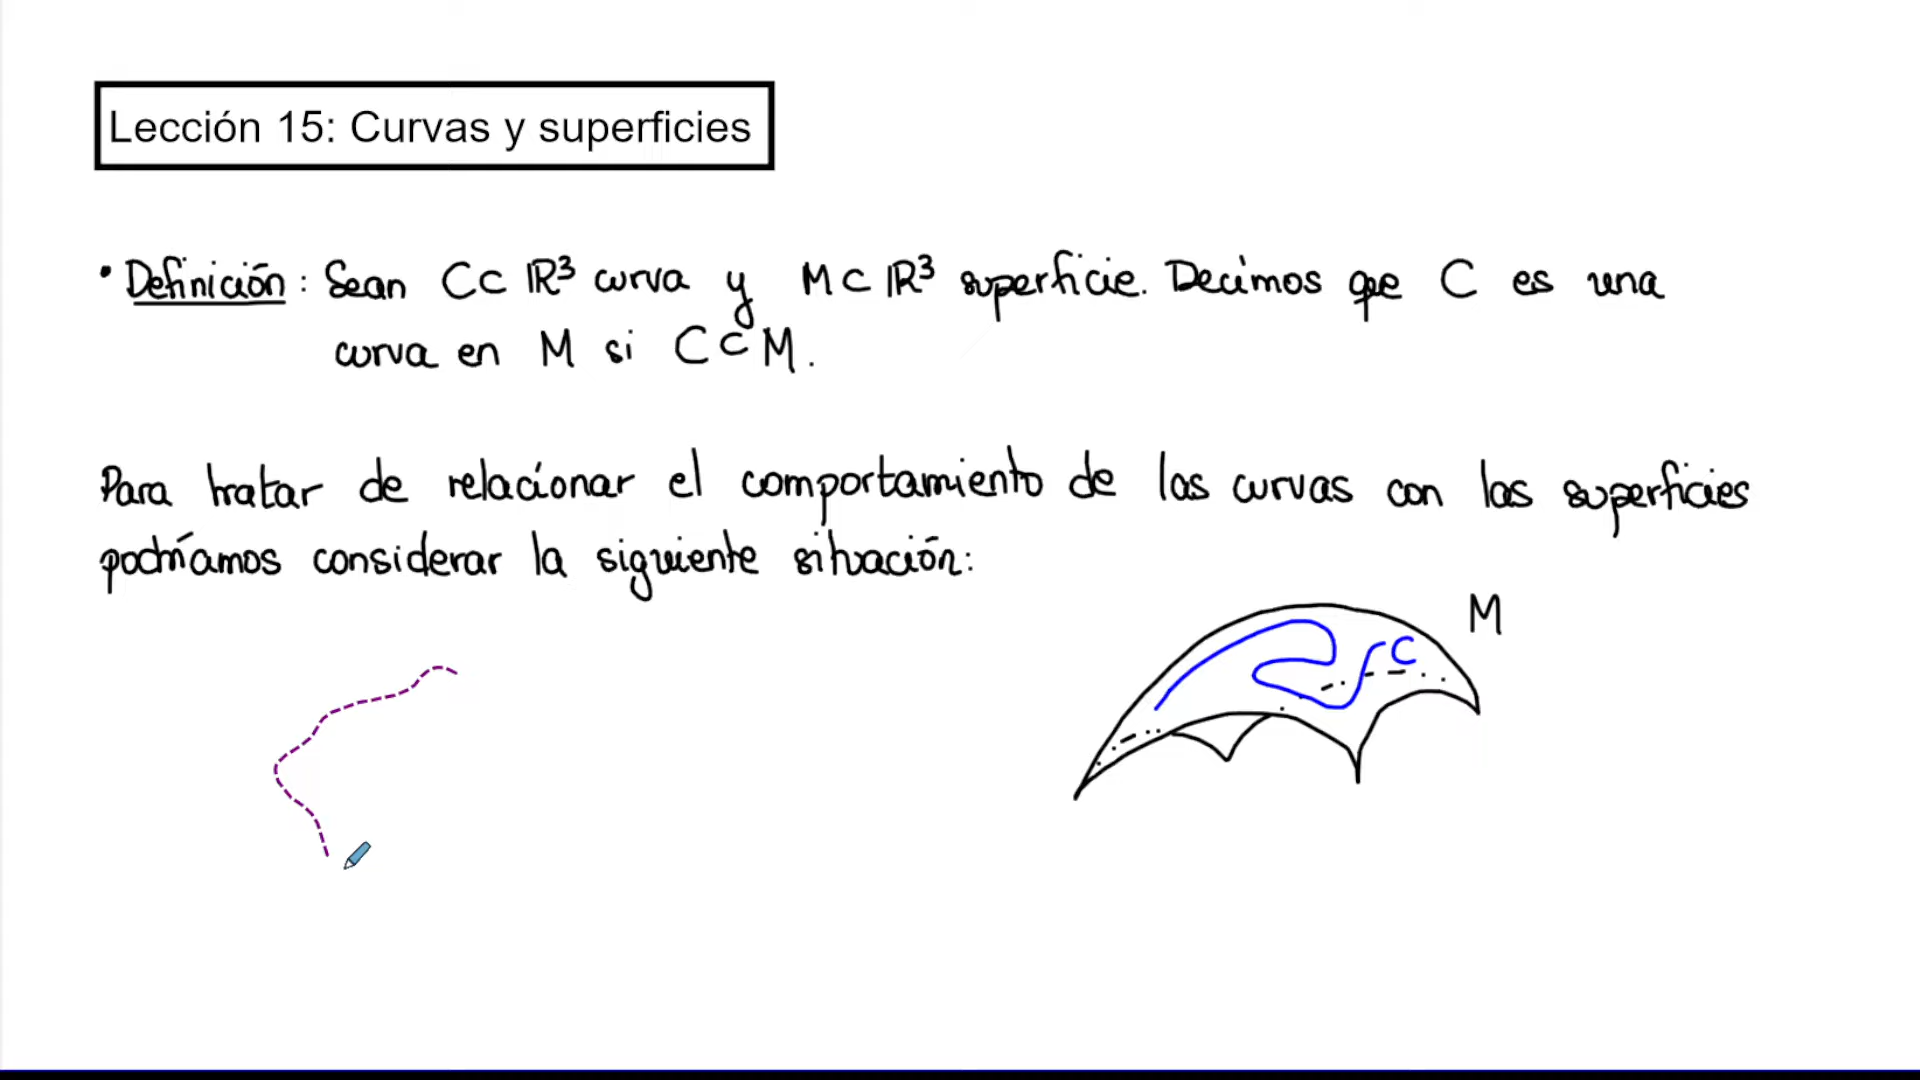 Lección 15: Curvas y superficies
• Definición: Sean C⊂ℝ³ curva y M⊂ℝ³ superficie. Decimos que C es una
curva en M si C⊂M.
Para tratar de relacionar el comportamiento de las curvas con las superficies
podríamos considerar la siguiente situación:
M
C